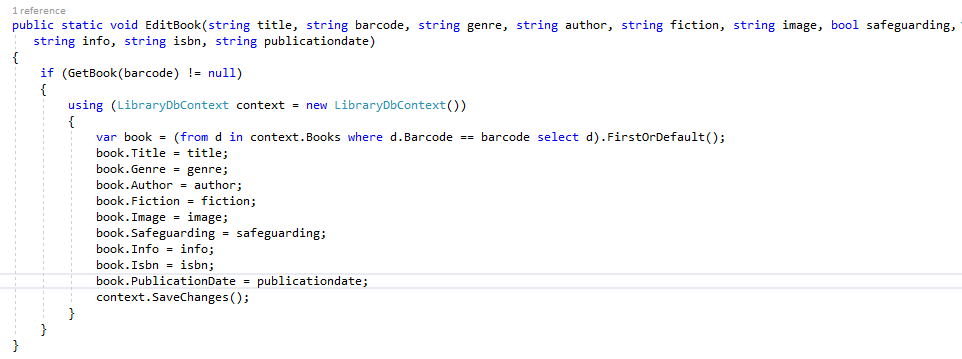 1 reference
public static void EditBook(string title, string barcode, string genre, string author, string fiction, string image, bool safeguarding,
string info, string isbn, string publicationdate)
{
if (GetBook(barcode) != null)
{
using (LibraryDbContext context = new LibraryDbContext())
{
var book = (from d in context.Books where d.Barcode == barcode select d).FirstOrDefault();
book.Title = title;
book.Genre = genre;
book.Author = author;
book.Fiction = fiction;
book.Image = image;
book.Safeguarding = safeguarding;
book.Info = info;
book.Isbn = isbn;
book.PublicationDate = publicationdate;
context.SaveChanges();
}
}
}